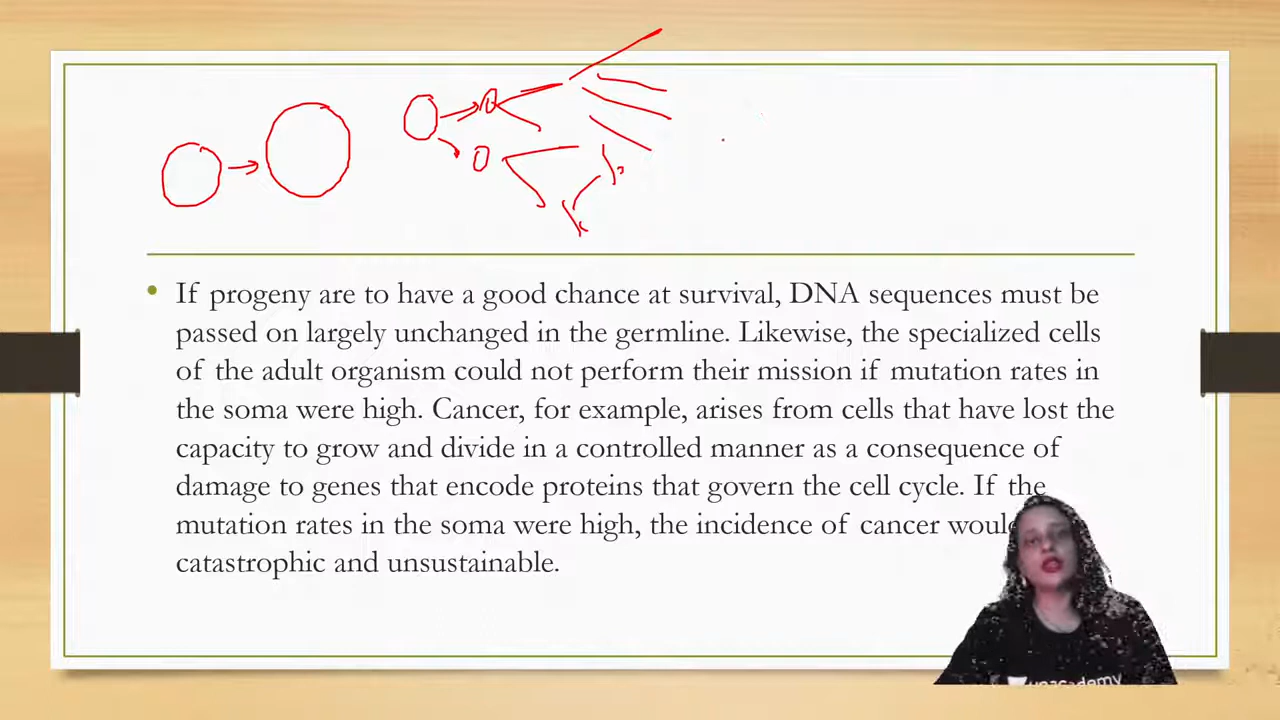 If progeny are to have a good chance at survival, DNA sequences must be
passed on largely unchanged in the germline. Likewise, the specialized cells
of the adult organism could not perform their mission if mutation rates in
the soma were high. Cancer, for example, arises from cells that have lost the
capacity to grow and divide in a controlled manner as a consequence of
damage to genes that encode proteins that govern the cell cycle. If the
mutation rates in the soma were high, the incidence of cancer would
catastrophic and unsustainable.
unacademy